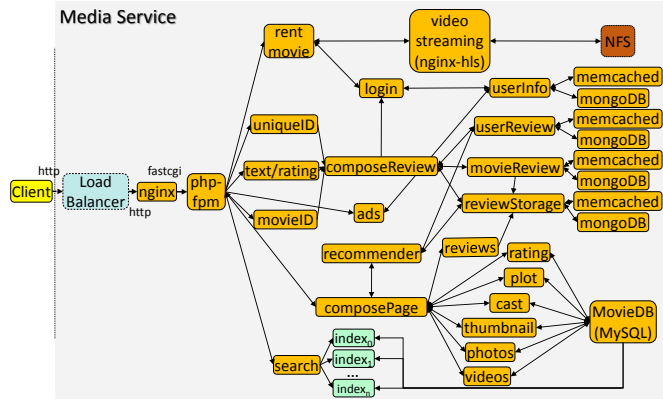 Media Service
rent
movie
video
streaming
(nginx-hls)
NFS
login
userInfo
memcached
mongoDB
uniqueID
userReview
memcached
mongoDB
http
fastcgi
text/rating
composeReview
movieReview
memcached
mongoDB
Client
Load
Balancer
nginx
php-
fpm
http
movieID
ads
reviewStorage
memcached
mongoDB
recommender
reviews
rating
plot
composePage
cast
MovieDB
(MySQL)
thumbnail
index0
photos
search
index1
videos
...
indexn